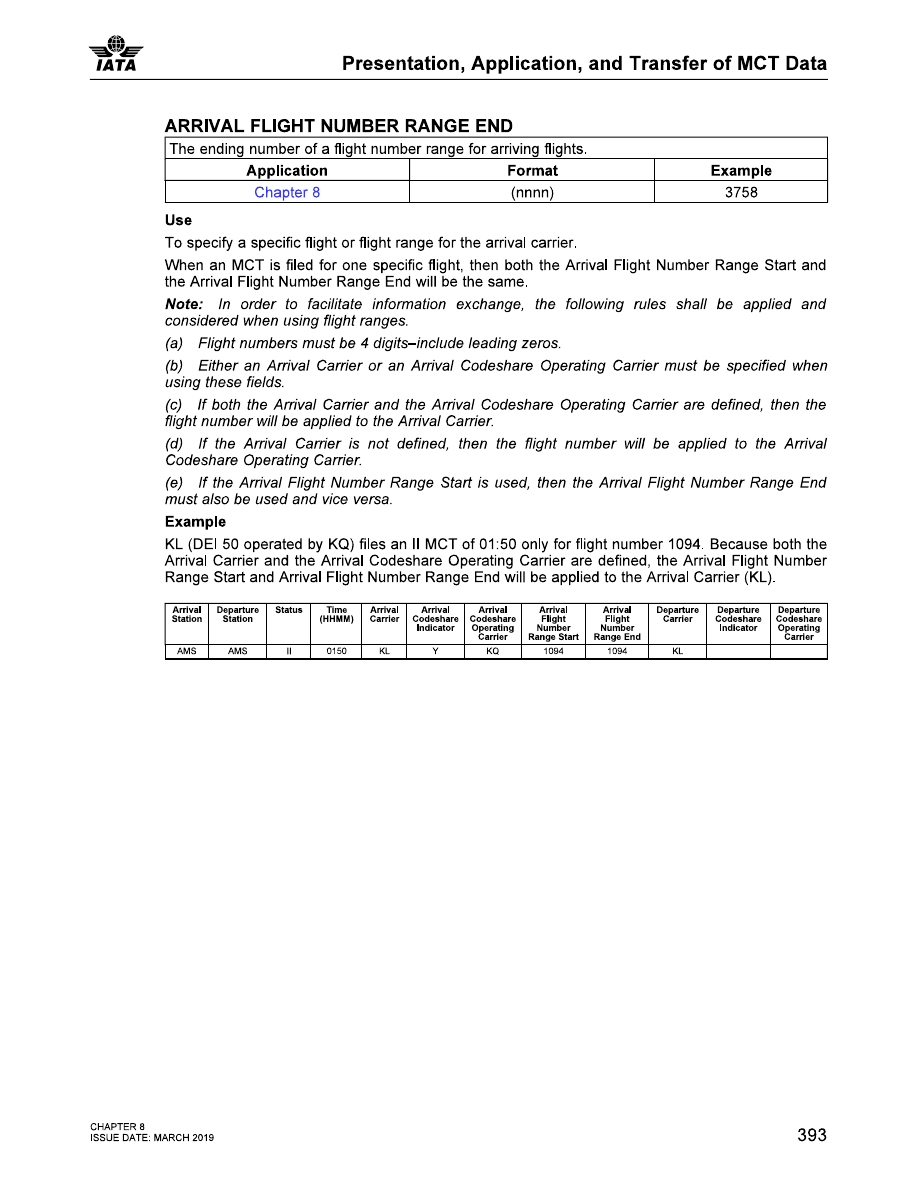 IATA
Presentation, Application, and Transfer of MCT Data
ARRIVAL FLIGHT NUMBER RANGE END
The ending number of a flight number range for arriving flights.
Application Format Example
Chapter 8 (nnnn) 3758
Use
To specify a specific flight or flight range for the arrival carrier.
When an MCT is filed for one specific flight, then both the Arrival Flight Number Range Start and
the Arrival Flight Number Range End will be the same.
Note: In order to facilitate information exchange, the following rules shall be applied and
considered when using flight ranges.
(a) Flight numbers must be 4 digits–include leading zeros.
(b) Either an Arrival Carrier or an Arrival Codeshare Operating Carrier must be specified when
using these fields.
(c) If both the Arrival Carrier and the Arrival Codeshare Operating Carrier are defined, then the
flight number will be applied to the Arrival Carrier.
(d) If the Arrival Carrier is not defined, then the flight number will be applied to the Arrival
Codeshare Operating Carrier.
(e) If the Arrival Flight Number Range Start is used, then the Arrival Flight Number Range End
must also be used and vice versa.
Example
KL (DEI 50 operated by KQ) files an II MCT of 01:50 only for flight number 1094. Because both the
Arrival Carrier and the Arrival Codeshare Operating Carrier are defined, the Arrival Flight Number
Range Start and Arrival Flight Number Range End will be applied to the Arrival Carrier (KL).
Arrival Departure Status Time Arrival Arrival Arrival Arrival Arrival Departure Departure Departure
Station Station (HHMM) Carrier Codeshare Codeshare Flight Flight Carrier Codeshare Codeshare
Indicator Operating Number Number Indicator Operating
Carrier Range Start Range End Carrier
AMS AMS II 0150 KL Y KQ 1094 1094 KL
CHAPTER 8
ISSUE DATE: MARCH 2019
393